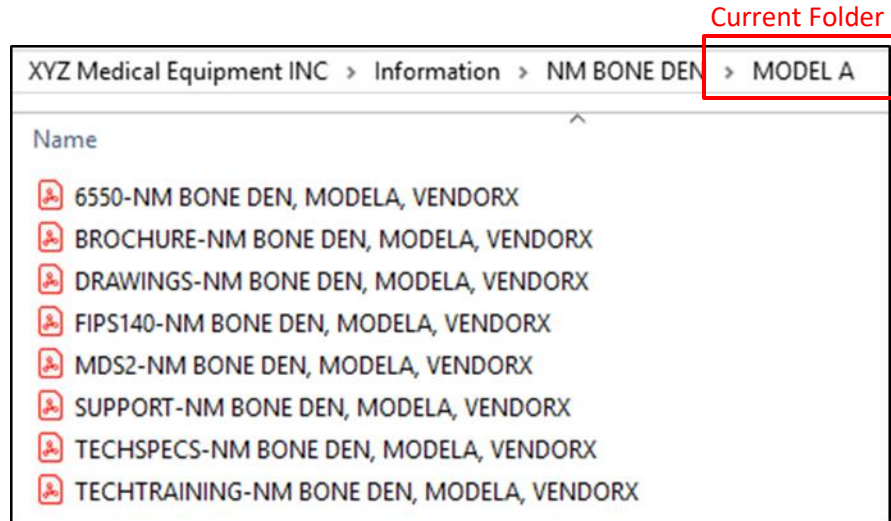 Current Folder
XYZ Medical Equipment INC > Information > NM BONE DEN > MODEL A
Name
6550-NM BONE DEN, MODELA, VENDORX
BROCHURE-NM BONE DEN, MODELA, VENDORX
DRAWINGS-NM BONE DEN, MODELA, VENDORX
FIPS140-NM BONE DEN, MODELA, VENDORX
MDS2-NM BONE DEN, MODELA, VENDORX
SUPPORT-NM BONE DEN, MODELA, VENDORX
TECHSPECS-NM BONE DEN, MODELA, VENDORX
TECHTRAINING-NM BONE DEN, MODELA, VENDORX